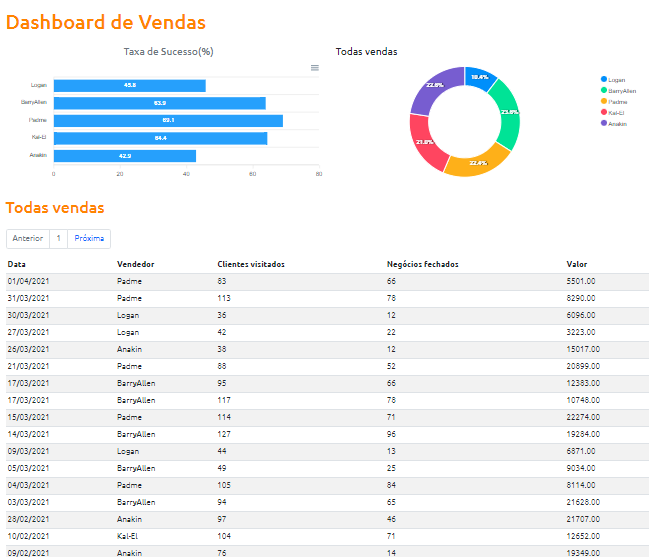 Dashboard de Vendas
Taxa de Sucesso(%)
Todas vendas
Logan
45.8
BarryAllen
63.9
Padme
69.1
Kal-El
64.4
Anakin
42.9
0 20 40 60 80
10.4%
22.4%
22.6%
Logan
BarryAllen
Padme
Kal-El
Anakin
Todas vendas
Anterior 1 Próxima
Data Vendedor Clientes visitados Negócios fechados Valor
01/04/2021 Padme 83 66 5501.00
31/03/2021 Padme 113 78 8290.00
30/03/2021 Logan 36 12 6096.00
27/03/2021 Logan 42 22 3223.00
26/03/2021 Anakin 38 12 15017.00
21/03/2021 Padme 88 52 20899.00
17/03/2021 BarryAllen 95 66 12383.00
17/03/2021 BarryAllen 117 78 10748.00
15/03/2021 Padme 114 71 22274.00
14/03/2021 BarryAllen 127 96 19284.00
09/03/2021 Logan 44 13 6871.00
05/03/2021 BarryAllen 49 25 9034.00
04/03/2021 Padme 105 84 8114.00
03/03/2021 BarryAllen 94 65 21628.00
28/02/2021 Anakin 97 46 21707.00
10/02/2021 Kal-El 104 71 12652.00
09/02/2021 Anakin 76 14 19349.00